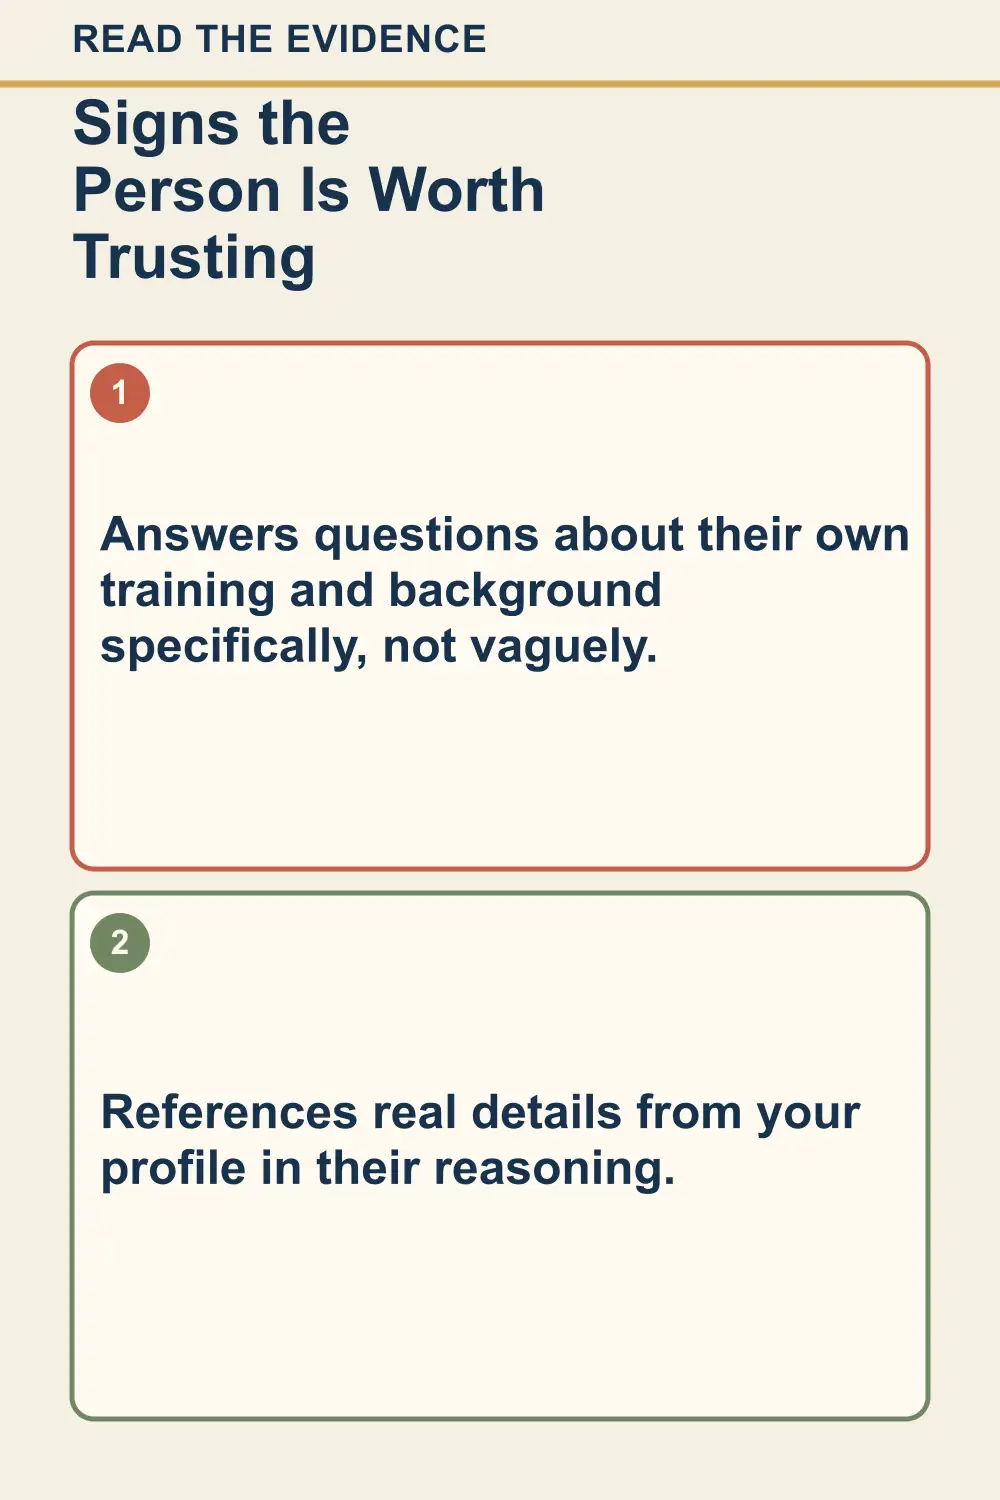 READ THE EVIDENCE
Signs the
Person Is Worth
Trusting
1
Answers questions about their own
training and background
specifically, not vaguely.
2
References real details from your
profile in their reasoning.